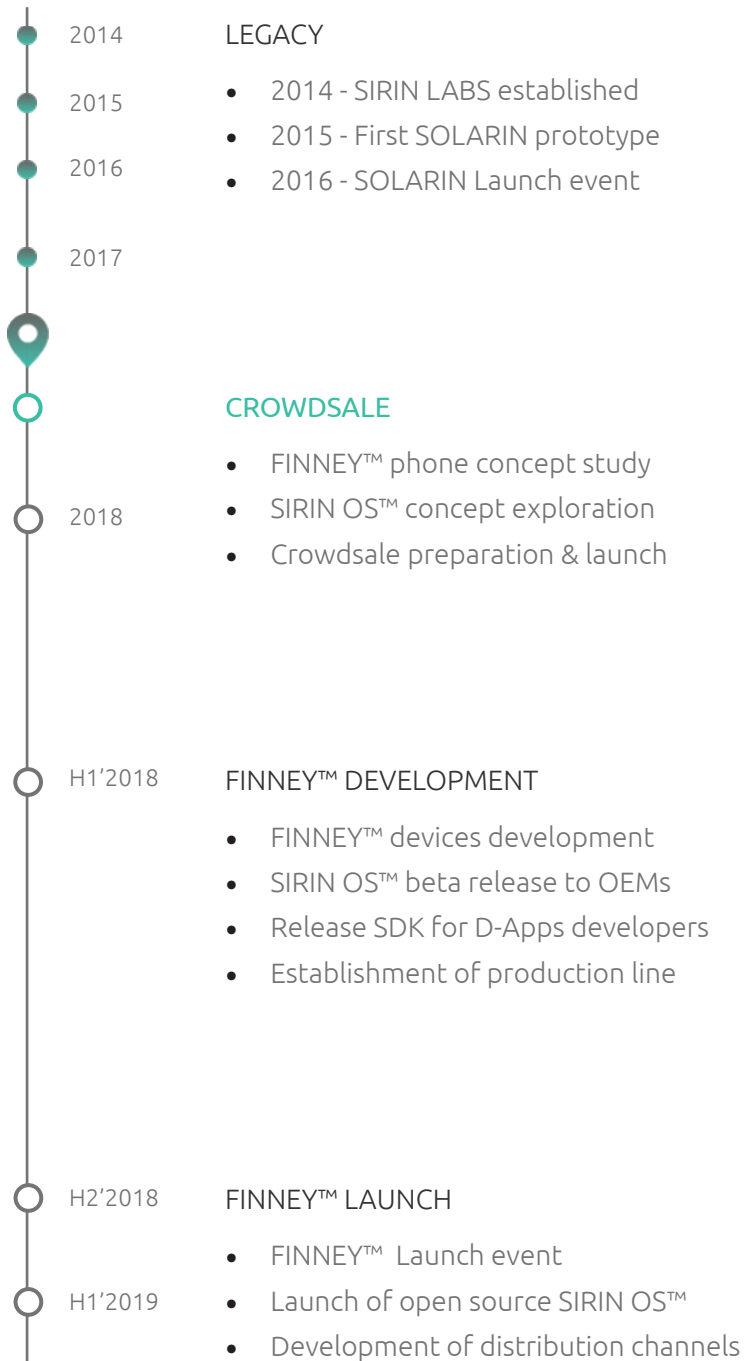 2014 LEGACY
• 2014 - SIRIN LABS established
2015
• 2015 - First SOLARIN prototype
2016
• 2016 - SOLARIN Launch event
2017
CROWDSALE
• FINNEY™ phone concept study
2018
• SIRIN OS™ concept exploration
• Crowdsale preparation & launch
H1’2018 FINNEY™ DEVELOPMENT
• FINNEY™ devices development
• SIRIN OS™ beta release to OEMs
• Release SDK for D-Apps developers
• Establishment of production line
H2’2018 FINNEY™ LAUNCH
• FINNEY™ Launch event
H1’2019
• Launch of open source SIRIN OS™
• Development of distribution channels